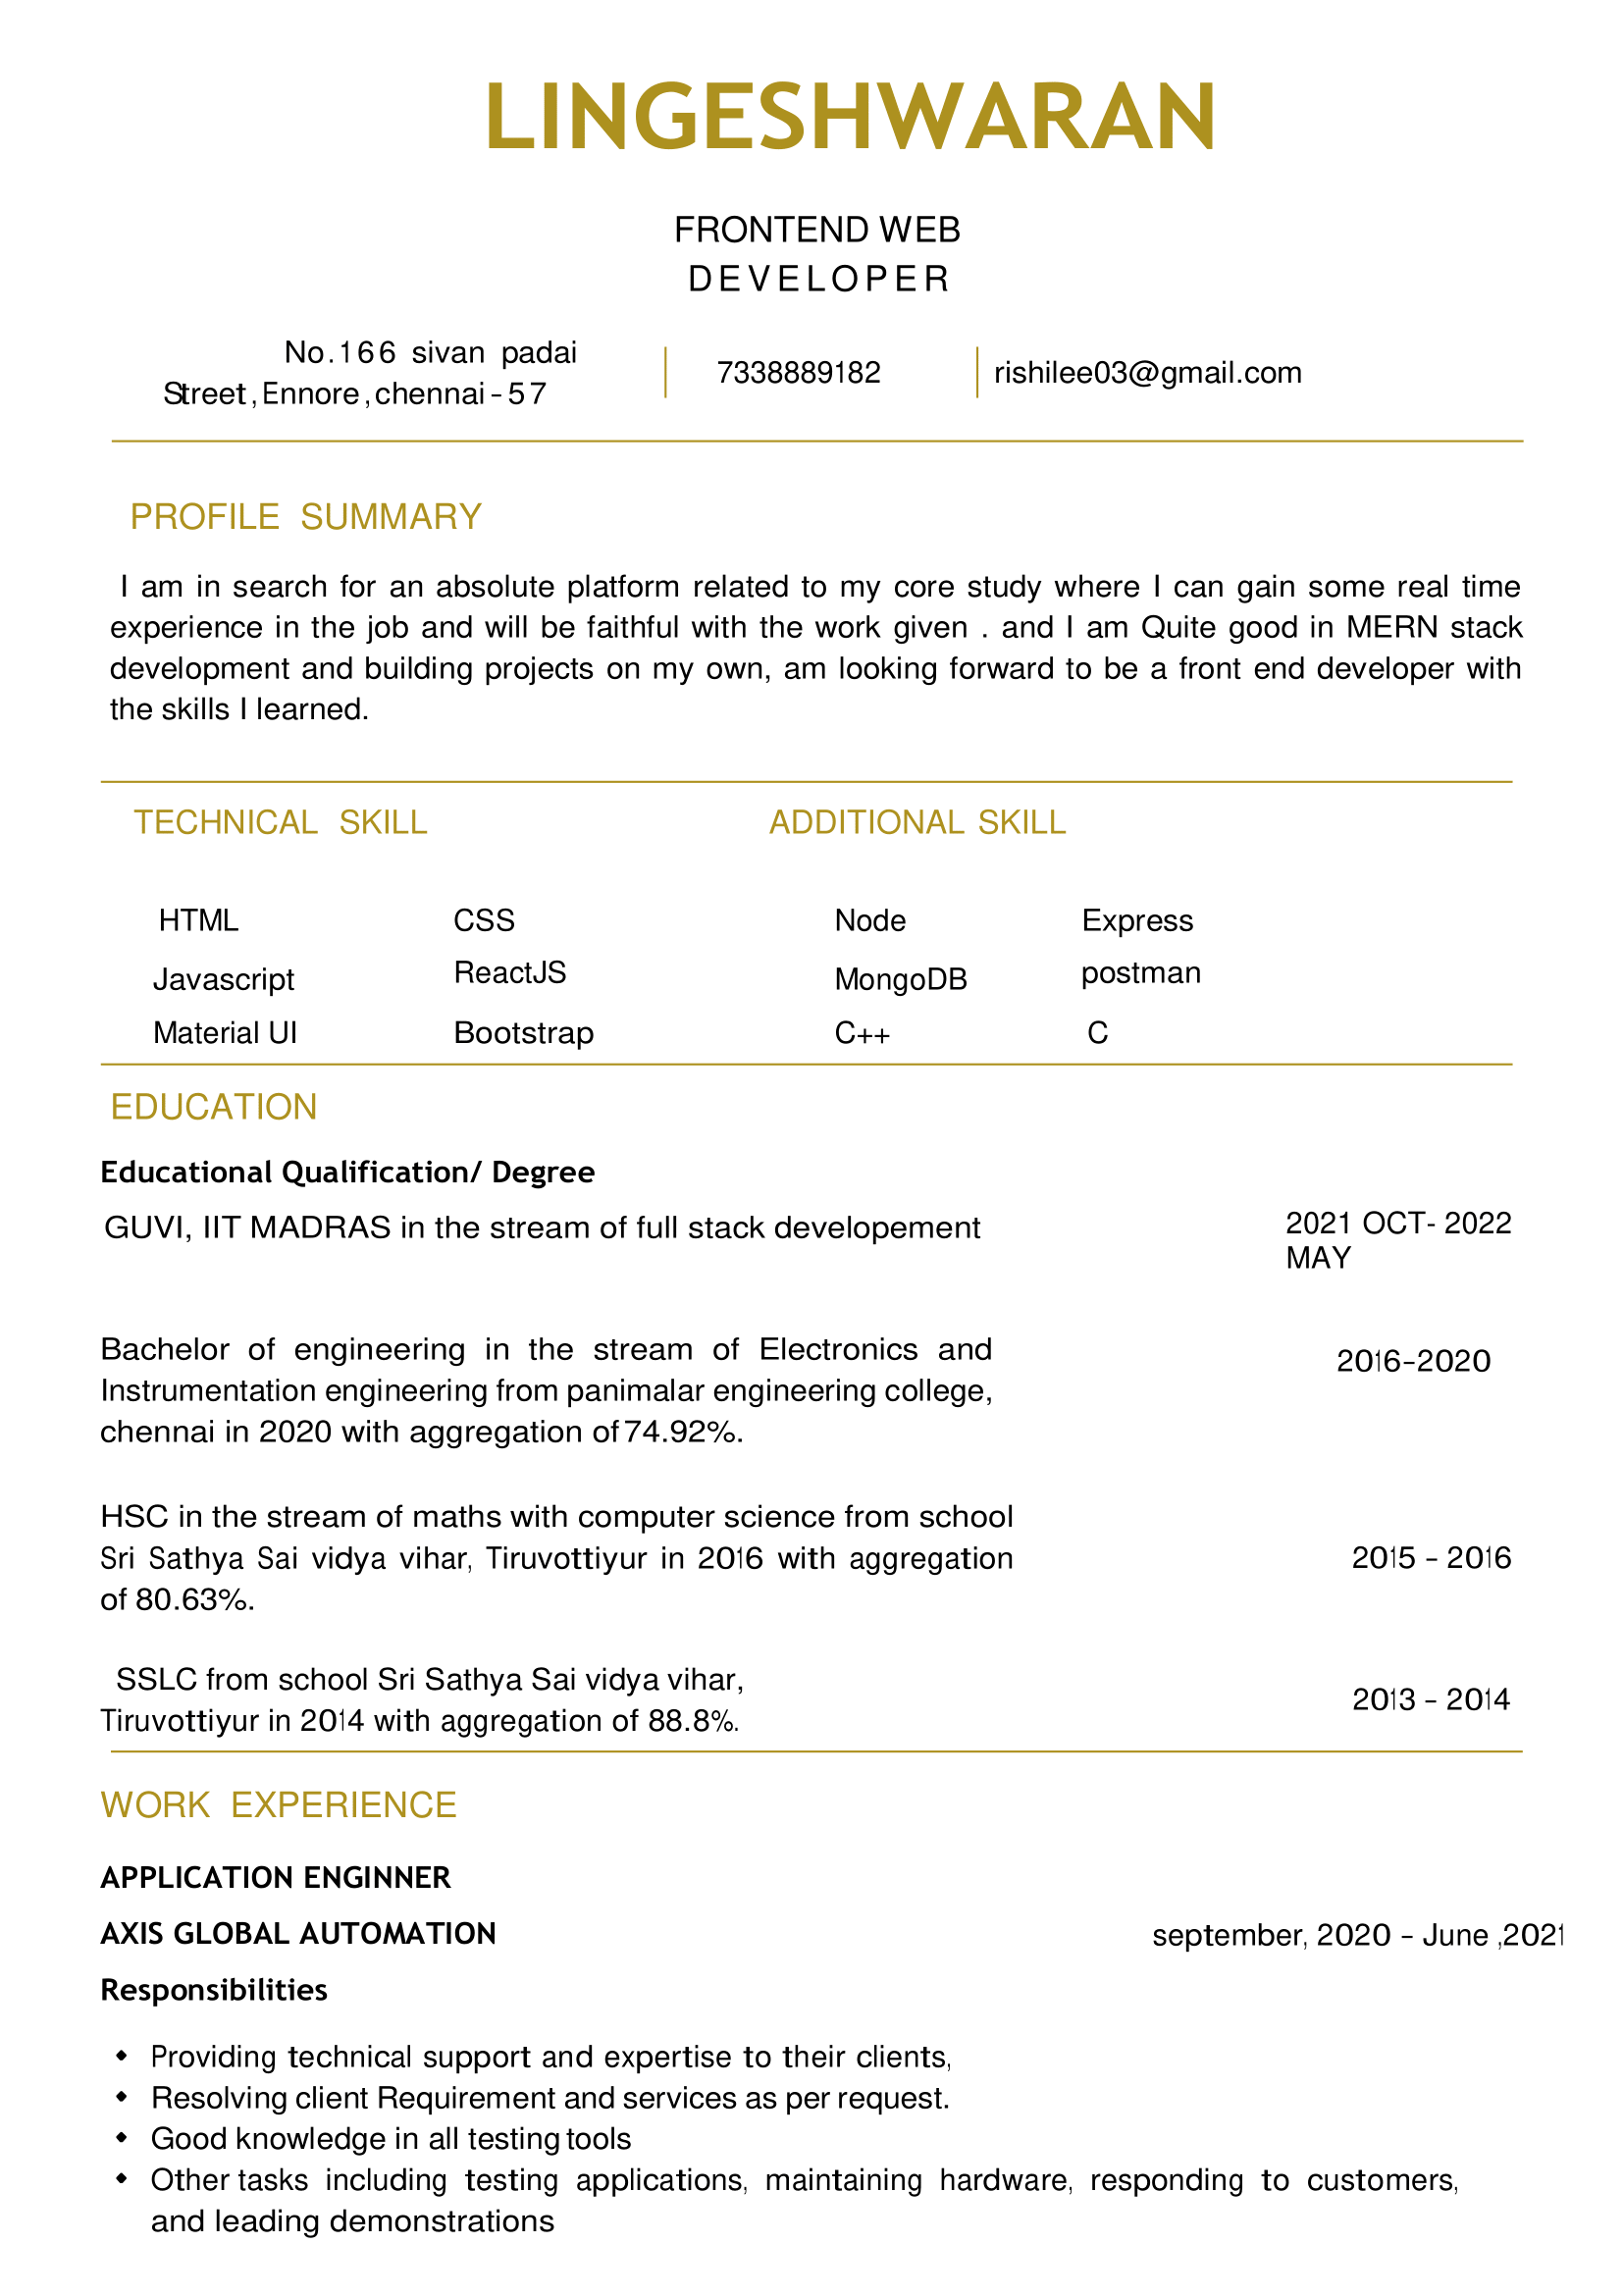 LINGESHWARAN
FRONTEND WEB
DEVELOPER
No.166 sivan padai
Street,Ennore,chennai-57
7338889182
rishilee03@gmail.com
PROFILE SUMMARY
I am in search for an absolute platform related to my core study where I can gain some real time
experience in the job and will be faithful with the work given . and I am Quite good in MERN stack
development and building projects on my own, am looking forward to be a front end developer with
the skills I learned.
TECHNICAL SKILL
HTML CSS
Javascript ReactJS
Material UI Bootstrap
ADDITIONAL SKILL
Node Express
MongoDB postman
C++ C
EDUCATION
Educational Qualification/ Degree
GUVI, IIT MADRAS in the stream of full stack developement
2021 OCT- 2022
MAY
Bachelor of engineering in the stream of Electronics and
Instrumentation engineering from panimalar engineering college,
chennai in 2020 with aggregation of 74.92%.
2016-2020
HSC in the stream of maths with computer science from school
Sri Sathya Sai vidya vihar, Tiruvottiyur in 2016 with aggregation
of 80.63%.
2015 - 2016
SSLC from school Sri Sathya Sai vidya vihar,
Tiruvottiyur in 2014 with aggregation of 88.8%.
2013 - 2014
WORK EXPERIENCE
APPLICATION ENGINNER
AXIS GLOBAL AUTOMATION
september, 2020 - June ,2021
Responsibilities
• Providing technical support and expertise to their clients,
• Resolving client Requirement and services as per request.
• Good knowledge in all testing tools
• Other tasks including testing applications, maintaining hardware, responding to customers,
and leading demonstrations